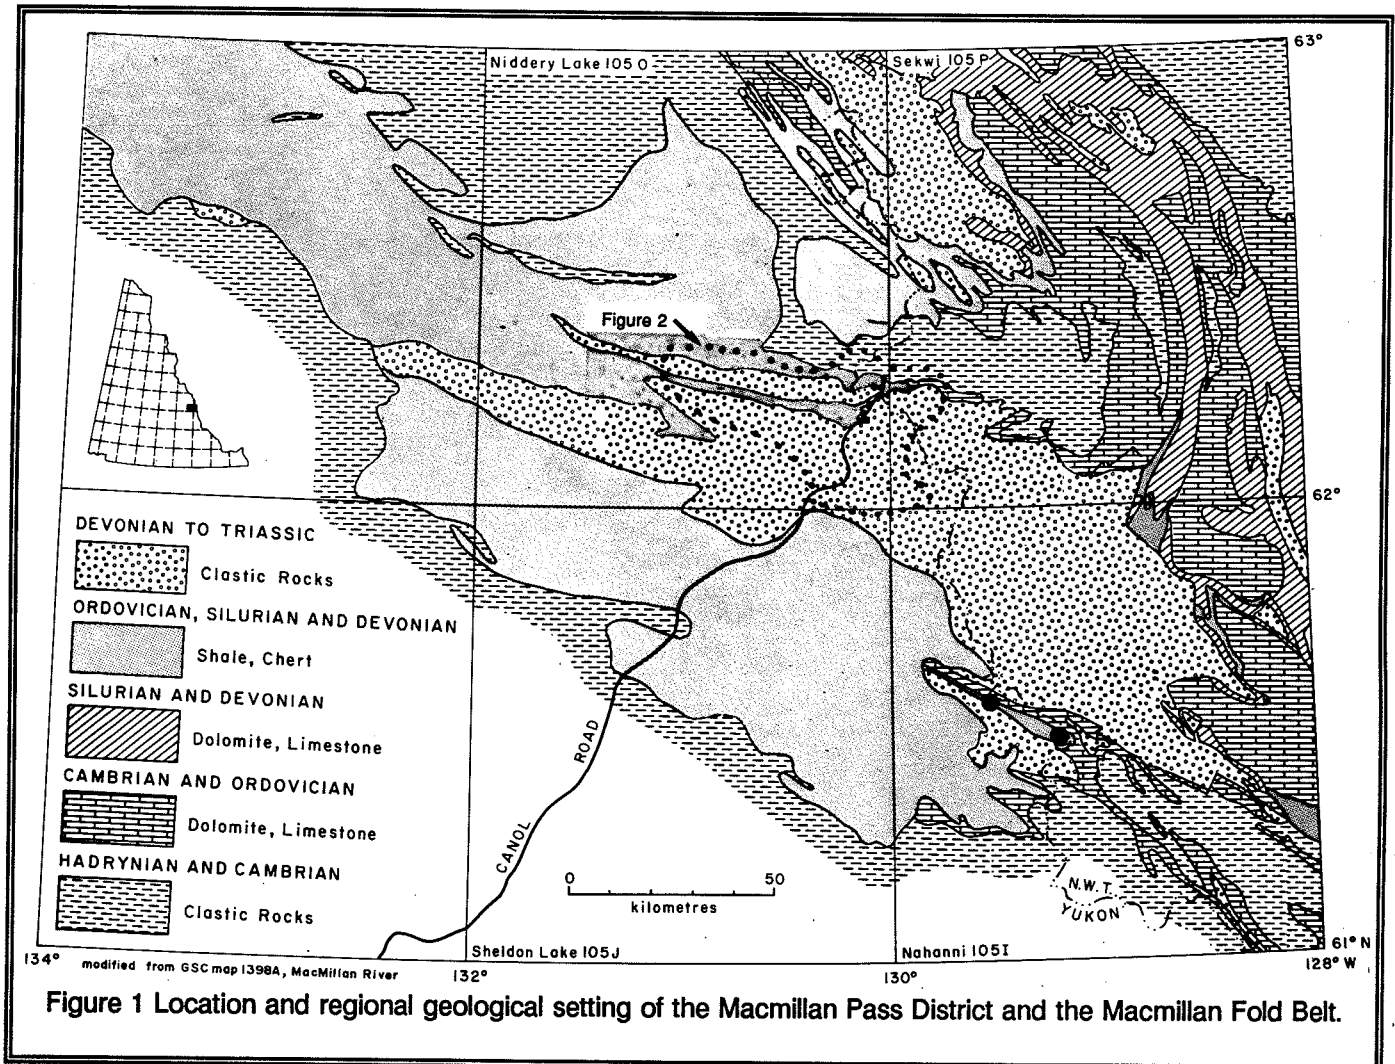 63°
Niddery Lake 105 O
Sekwi 105 P
Figure 2
62°
DEVONIAN TO TRIASSIC
Clastic Rocks
ORDOVICIAN, SILURIAN AND DEVONIAN
Shale, Chert
SILURIAN AND DEVONIAN
Dolomite, Limestone
CAMBRIAN AND ORDOVICIAN
Dolomite, Limestone
HADRYNIAN AND CAMBRIAN
Clastic Rocks
CANOL ROAD
0 50
kilometres
N.W.T.
YUKON
Sheldon Lake 105J
Nahanni 105I
61° N
134°
modified from GSC map 1398A, MacMillan River
132°
130°
128° W
Figure 1 Location and regional geological setting of the Macmillan Pass District and the Macmillan Fold Belt.